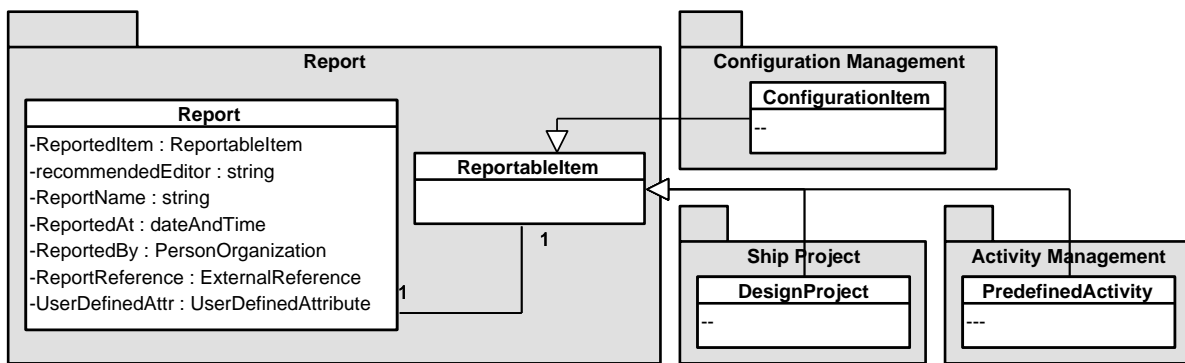 Report
Report
-ReportedItem : ReportableItem
-recommendedEditor : string
-ReportName : string
-ReportedAt : dateAndTime
-ReportedBy : PersonOrganization
-ReportReference : ExternalReference
-UserDefinedAttr : UserDefinedAttribute
1
ReportableItem
1
Configuration Management
ConfigurationItem
--
Ship Project
DesignProject
--
Activity Management
PredefinedActivity
---